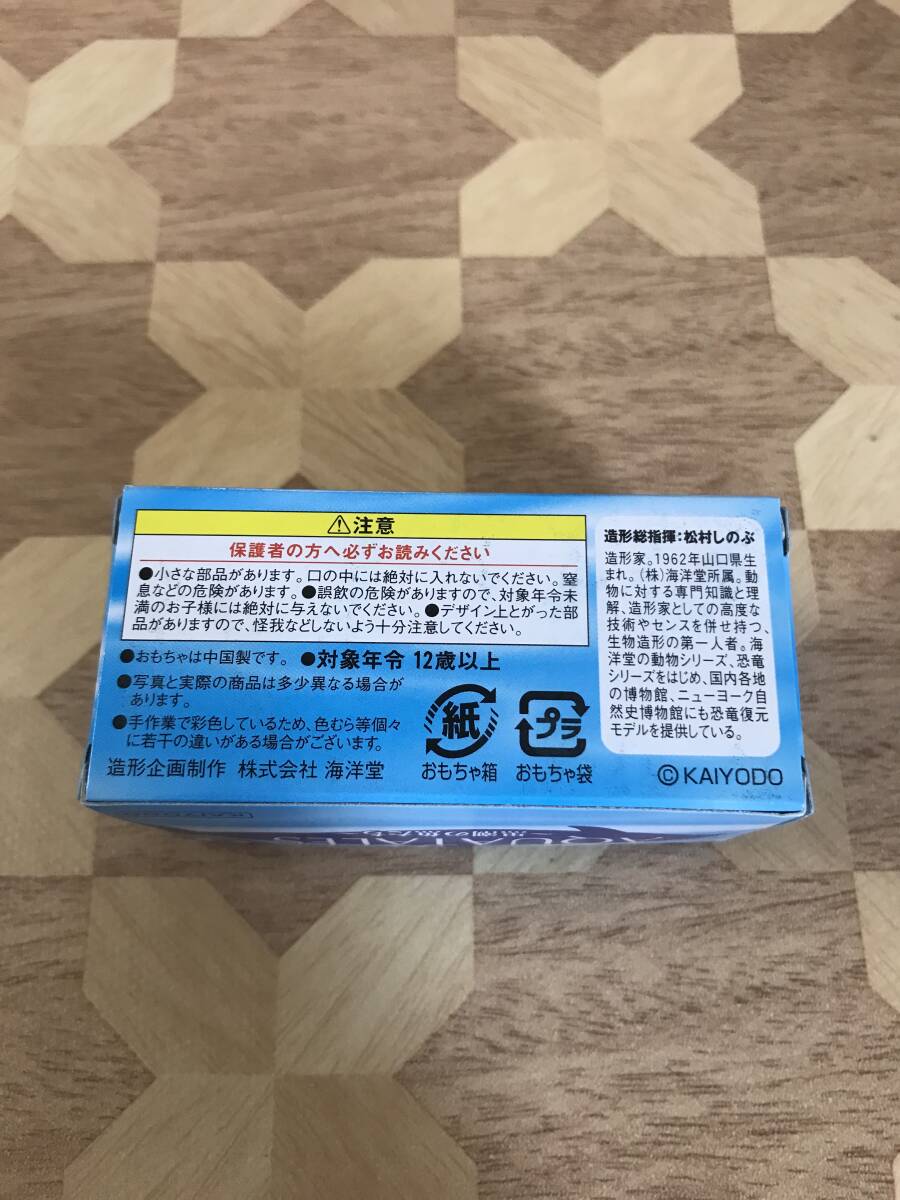 ⚠注意
保護者の方へ必ずお読みください
●小さな部品があります。口の中には絶対に入れないでください。窒
息などの危険があります。●誤飲の危険がありますので、対象年令未
満のお子様には絶対に与えないでください。●デザイン上とがった部
品がありますので、怪我などしないよう十分注意してください。
●おもちゃは中国製です。 ●対象年令 12歳以上
●写真と実際の商品は多少異なる場合が
あります。
●手作業で彩色しているため、色むら等個々
に若干の違いがある場合がございます。
造形企画制作 株式会社 海洋堂
紙
おもちゃ箱
プラ
おもちゃ袋
造形総指揮:松村しのぶ
造形家。1962年山口県生
まれ。(株)海洋堂所属。動
物に対する専門知識と理
解、造形家としての高度な
技術やセンスを併せ持つ、
生物造形の第一人者。海
洋堂の動物シリーズ、恐竜
シリーズをはじめ、国内各地
の博物館、ニューヨーク自
然史博物館にも恐竜復元
モデルを提供している。
©KAIYODO
AQUATALES
黒潮の魚たち